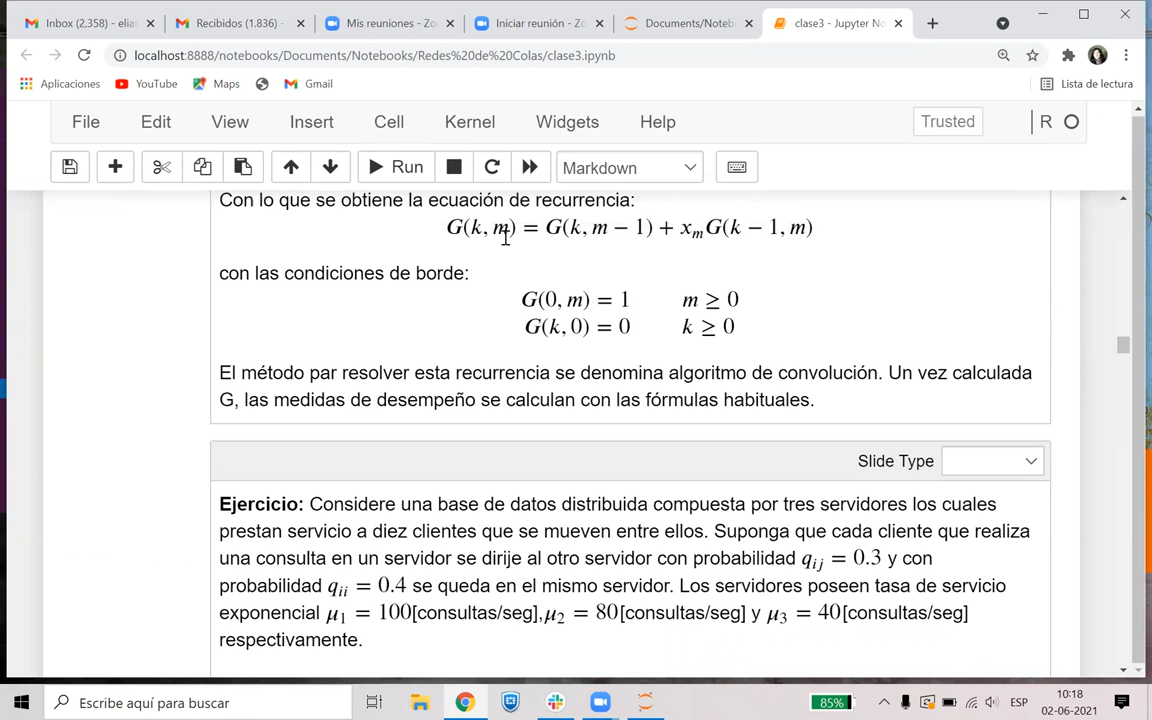 Inbox (2,358) - elian
Recibidos (1.836) -
Mis reuniones - Zo
Iniciar reunión - Zo
Documents/Noteb
clase3 - Jupyter No
localhost:8888/notebooks/Documents/Notebooks/Redes%20de%20Colas/clase3.ipynb
Aplicaciones
YouTube
Maps
Gmail
Lista de lectura
File
Edit
View
Insert
Cell
Kernel
Widgets
Help
Trusted
R
Run
Markdown
Con lo que se obtiene la ecuación de recurrencia:
G(k, m) = G(k, m − 1) + xₘG(k − 1, m)
con las condiciones de borde:
G(0, m) = 1 m ≥ 0
G(k, 0) = 0 k ≥ 0
El método par resolver esta recurrencia se denomina algoritmo de convolución. Un vez calculada
G, las medidas de desempeño se calculan con las fórmulas habituales.
Slide Type
Ejercicio: Considere una base de datos distribuida compuesta por tres servidores los cuales
prestan servicio a diez clientes que se mueven entre ellos. Suponga que cada cliente que realiza
una consulta en un servidor se dirije al otro servidor con probabilidad qᵢⱼ = 0.3 y con
probabilidad qᵢᵢ = 0.4 se queda en el mismo servidor. Los servidores poseen tasa de servicio
exponencial μ₁ = 100[consultas/seg],μ₂ = 80[consultas/seg] y μ₃ = 40[consultas/seg]
respectivamente.
Escribe aquí para buscar
85%
ESP
10:18
02-06-2021